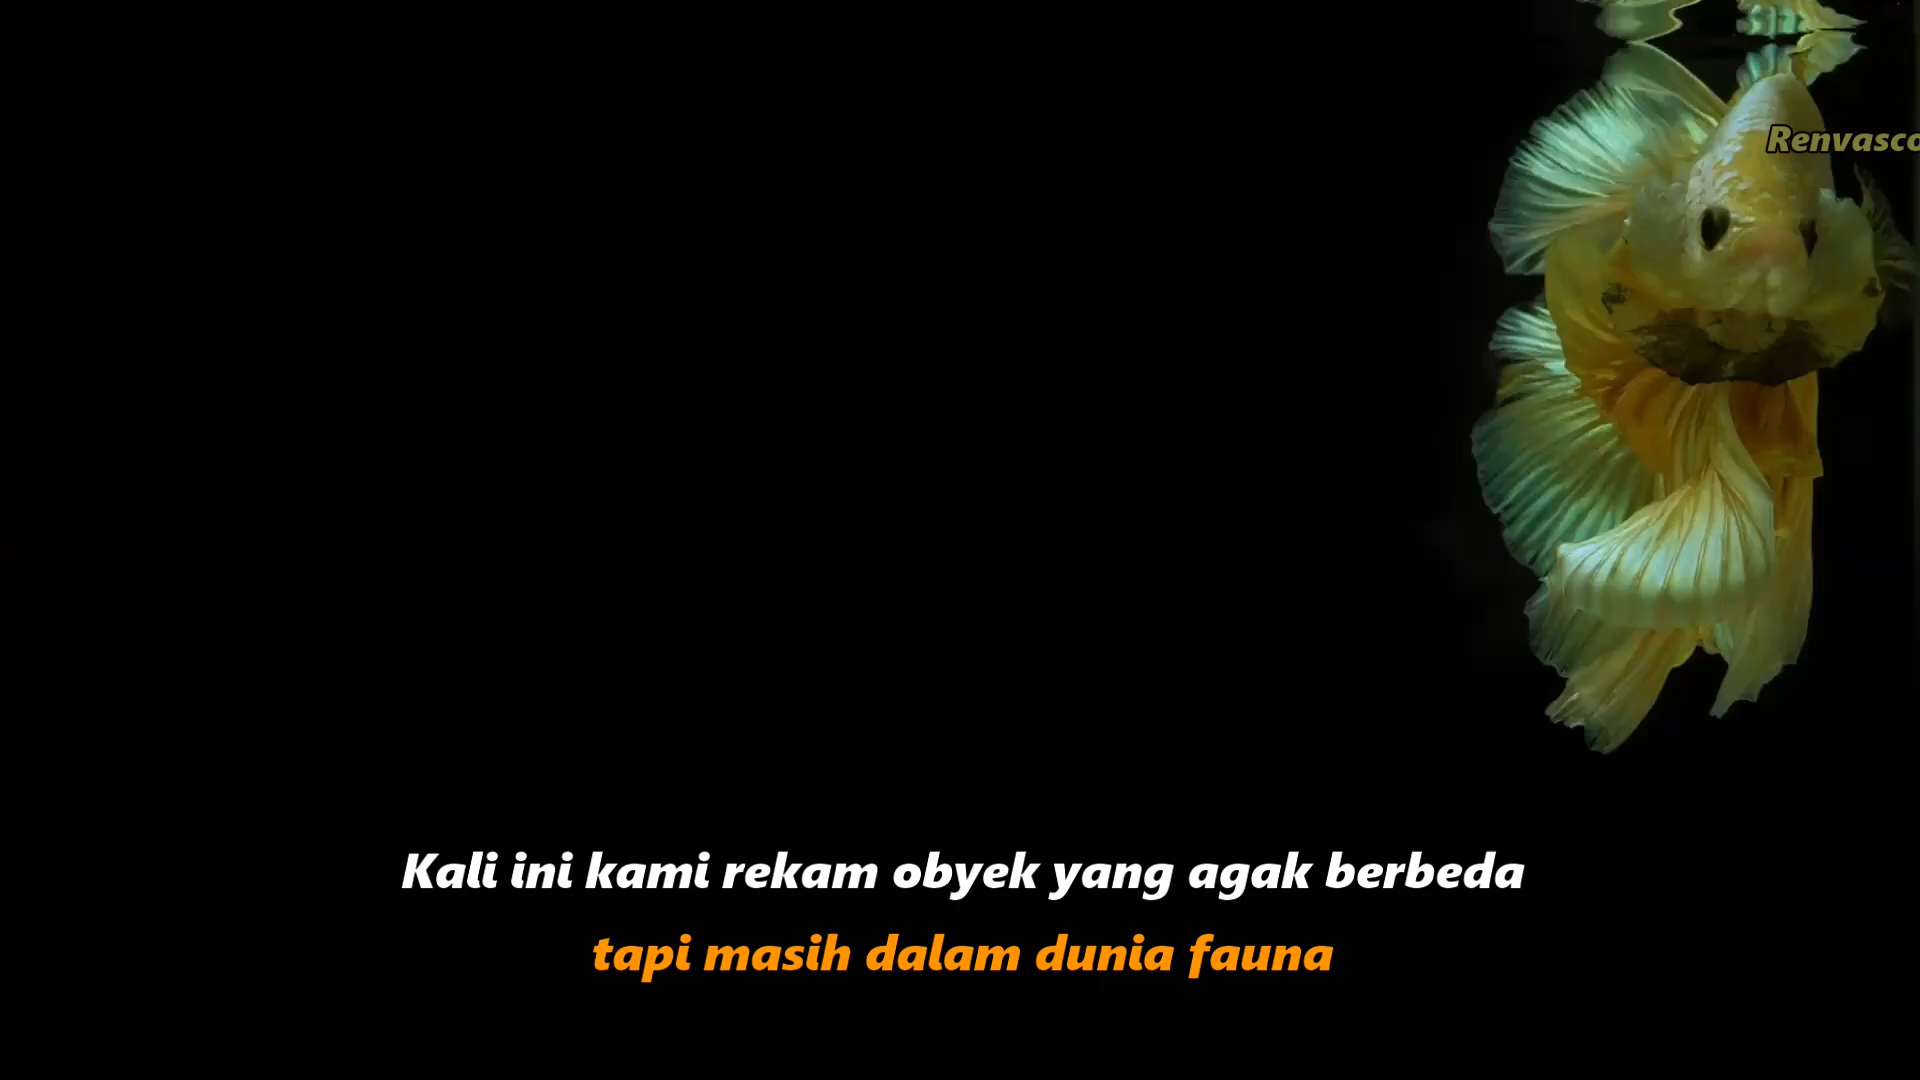 Renvasco
Kali ini kami rekam obyek yang agak berbeda
tapi masih dalam dunia fauna